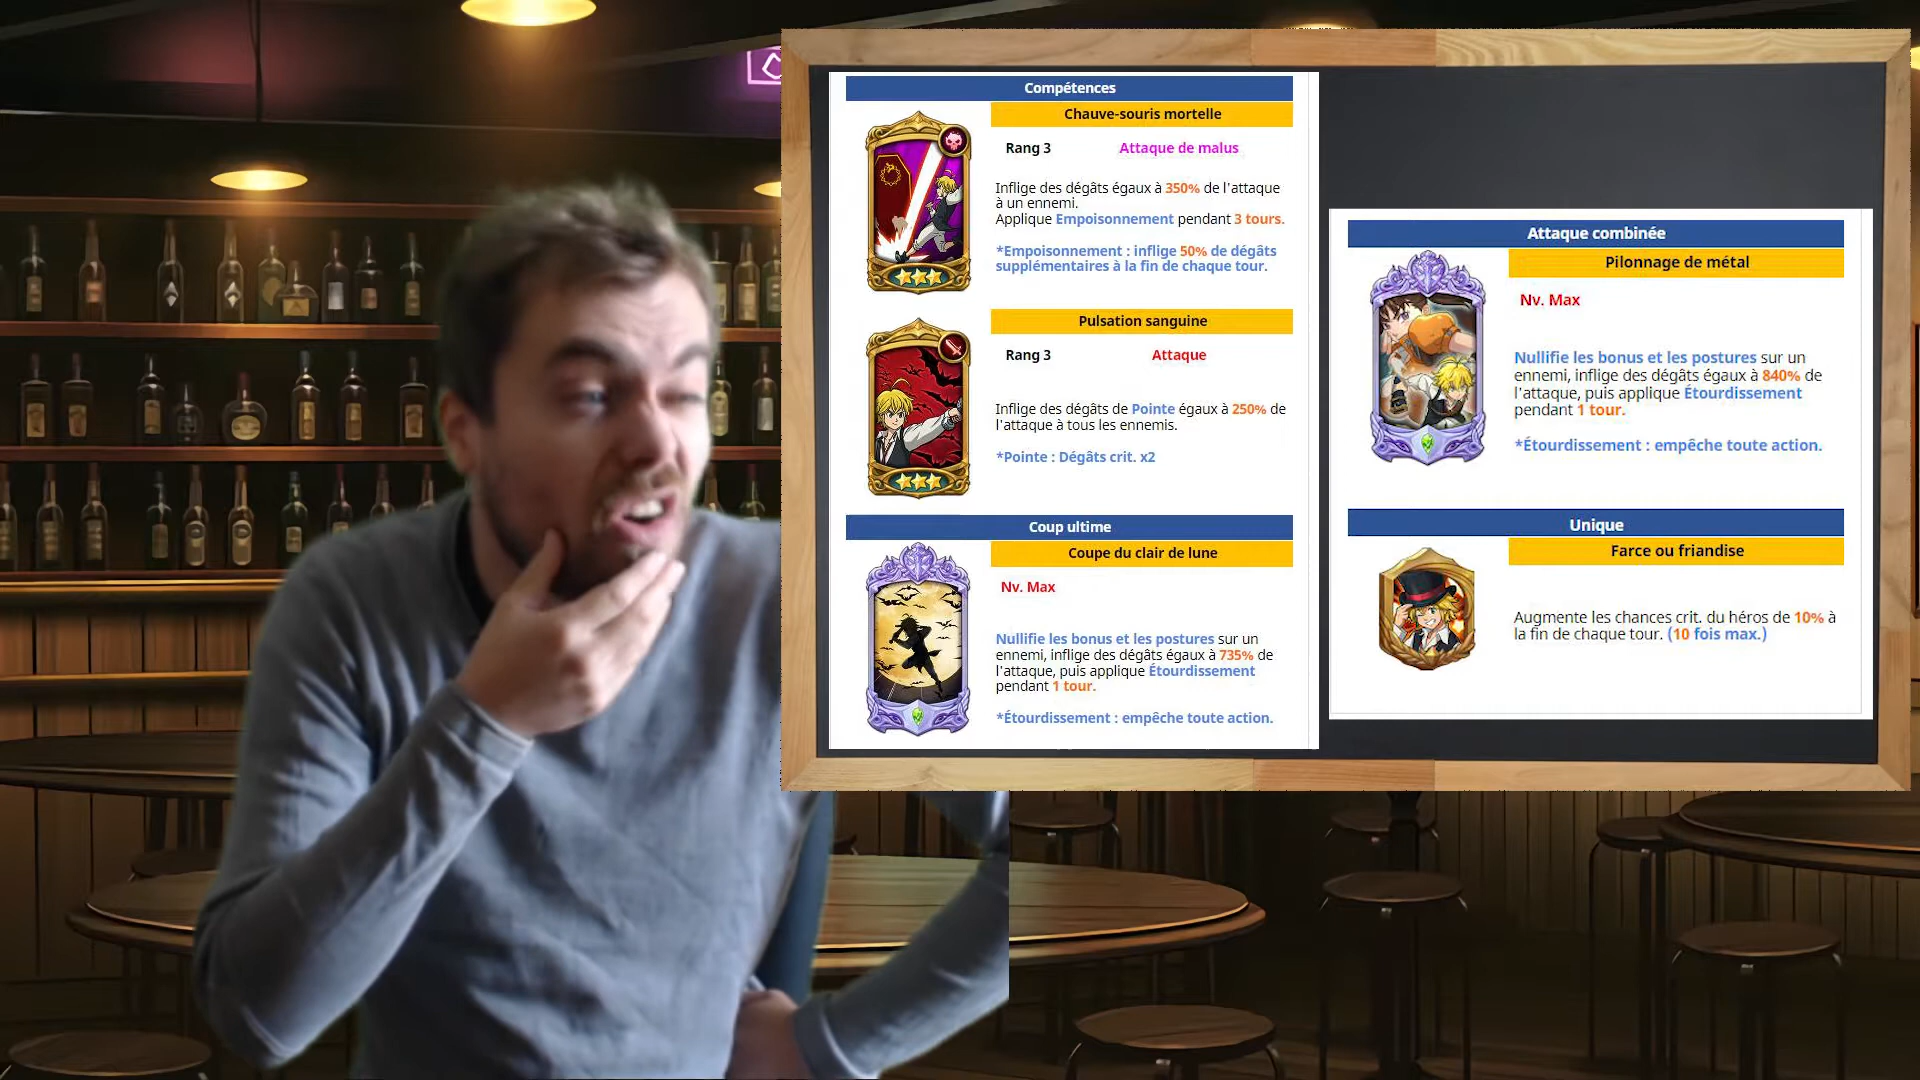 Compétences
Chauve-souris mortelle
Rang 3
Attaque de malus
Inflige des dégâts égaux à 350% de l'attaque
à un ennemi.
Applique Empoisonnement pendant 3 tours.
*Empoisonnement : inflige 50% de dégâts
supplémentaires à la fin de chaque tour.
Pulsation sanguine
Rang 3
Attaque
Inflige des dégâts de Pointe égaux à 250% de
l'attaque à tous les ennemis.
*Pointe : Dégâts crit. x2
Coup ultime
Coupe du clair de lune
Nv. Max
Nullifie les bonus et les postures sur un
ennemi, inflige des dégâts égaux à 735% de
l'attaque, puis applique Étourdissement
pendant 1 tour.
*Étourdissement : empêche toute action.
Attaque combinée
Pilonnage de métal
Nv. Max
Nullifie les bonus et les postures sur un
ennemi, inflige des dégâts égaux à 840% de
l'attaque, puis applique Étourdissement
pendant 1 tour.
*Étourdissement : empêche toute action.
Unique
Farce ou friandise
Augmente les chances crit. du héros de 10% à
la fin de chaque tour. (10 fois max.)